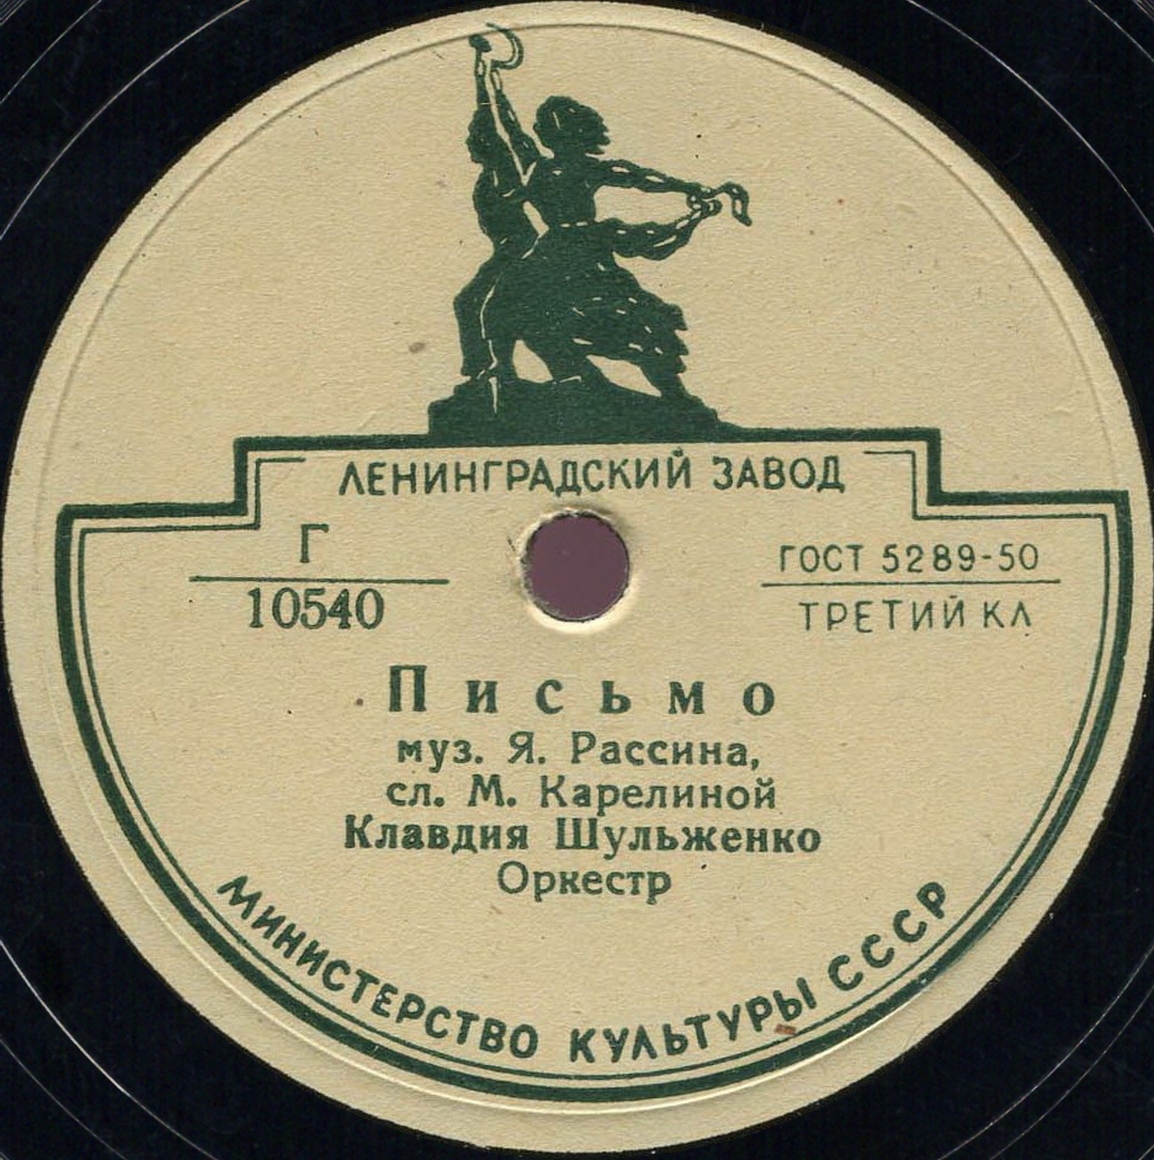 ЛЕНИНГРАДСКИЙ ЗАВОД
Г
10540
ГОСТ 5289-50
ТРЕТИЙ КЛ
Письмо
муз. Я. Рассина,
сл. М. Карелиной
Клавдия Шульженко
Оркестр
МИНИСТЕРСТВО КУЛЬТУРЫ СССР